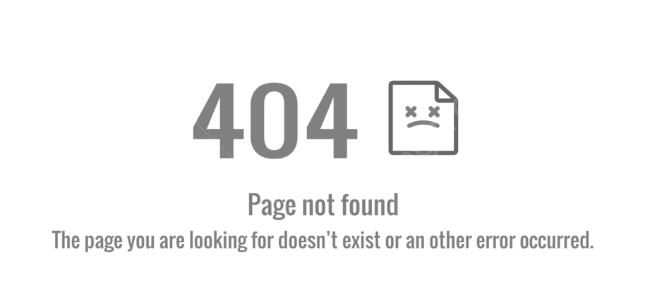 404
Page not found
The page you are looking for doesn't exist or an other error occurred.